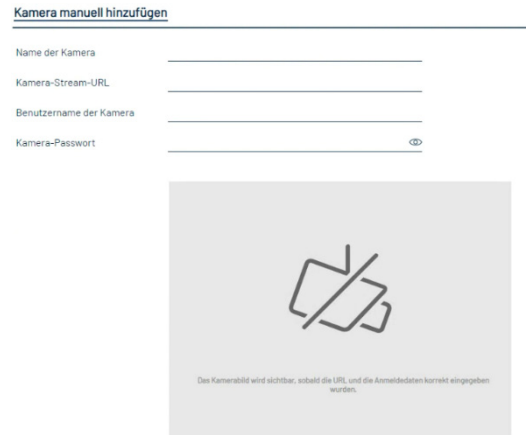 Kamera manuell hinzufügen
Name der Kamera
Kamera-Stream-URL
Benutzername der Kamera
Kamera-Passwort
Das Kamerabild wird sichtbar, sobald die URL und die Anmeldedaten korrekt eingegeben
wurden.